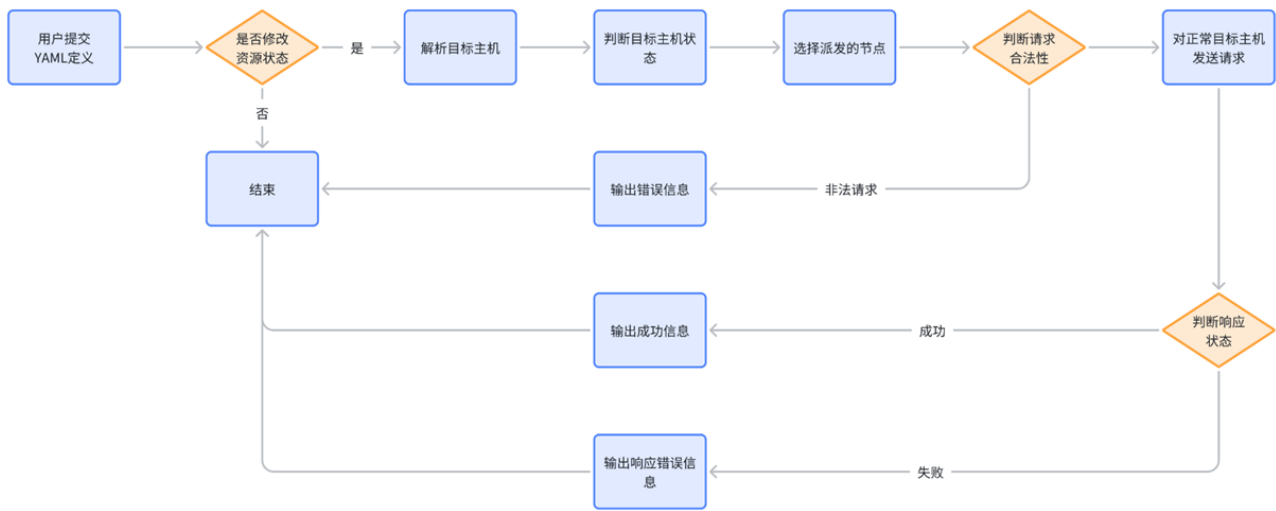 用户提交
YAML定义
是否修改
资源状态
是
解析目标主机
判断目标主机状
态
选择派发的节点
判断请求
合法性
对正常目标主机
发送请求
否
结束
输出错误信息
非法请求
输出成功信息
成功
判断响应
状态
输出响应错误信
息
失败